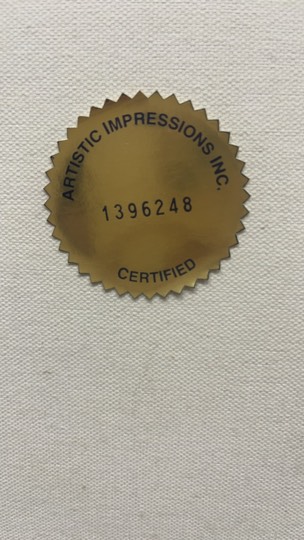 ARTISTIC IMPRESSIONS INC.
1396248
CERTIFIED